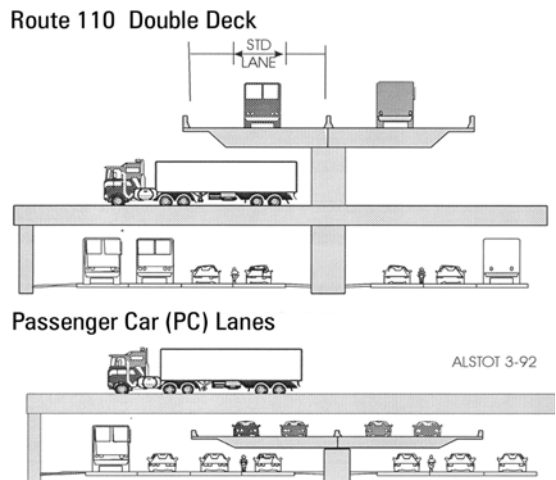 Route 110  Double Deck
STD
LANE
Passenger Car (PC) Lanes
ALSTOT 3-92